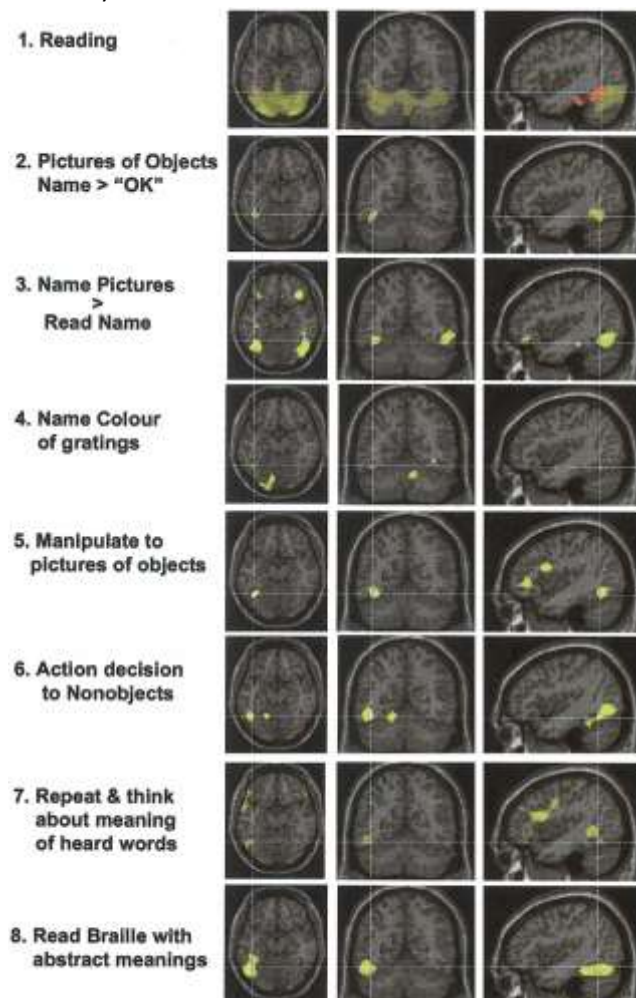 1. Reading
2. Pictures of Objects
Name > "OK"
3. Name Pictures
>
Read Name
4. Name Colour
of gratings
5. Manipulate to
pictures of objects
6. Action decision
to Nonobjects
7. Repeat & think
about meaning
of heard words
8. Read Braille with
abstract meanings